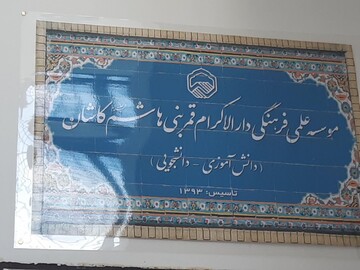 موسسه علمی فرهنگی دارالاکرام قمر بنی هاشم کاشان
(دانش آموزی - دانشجویی)
تاسیس: ۱۳۹۳